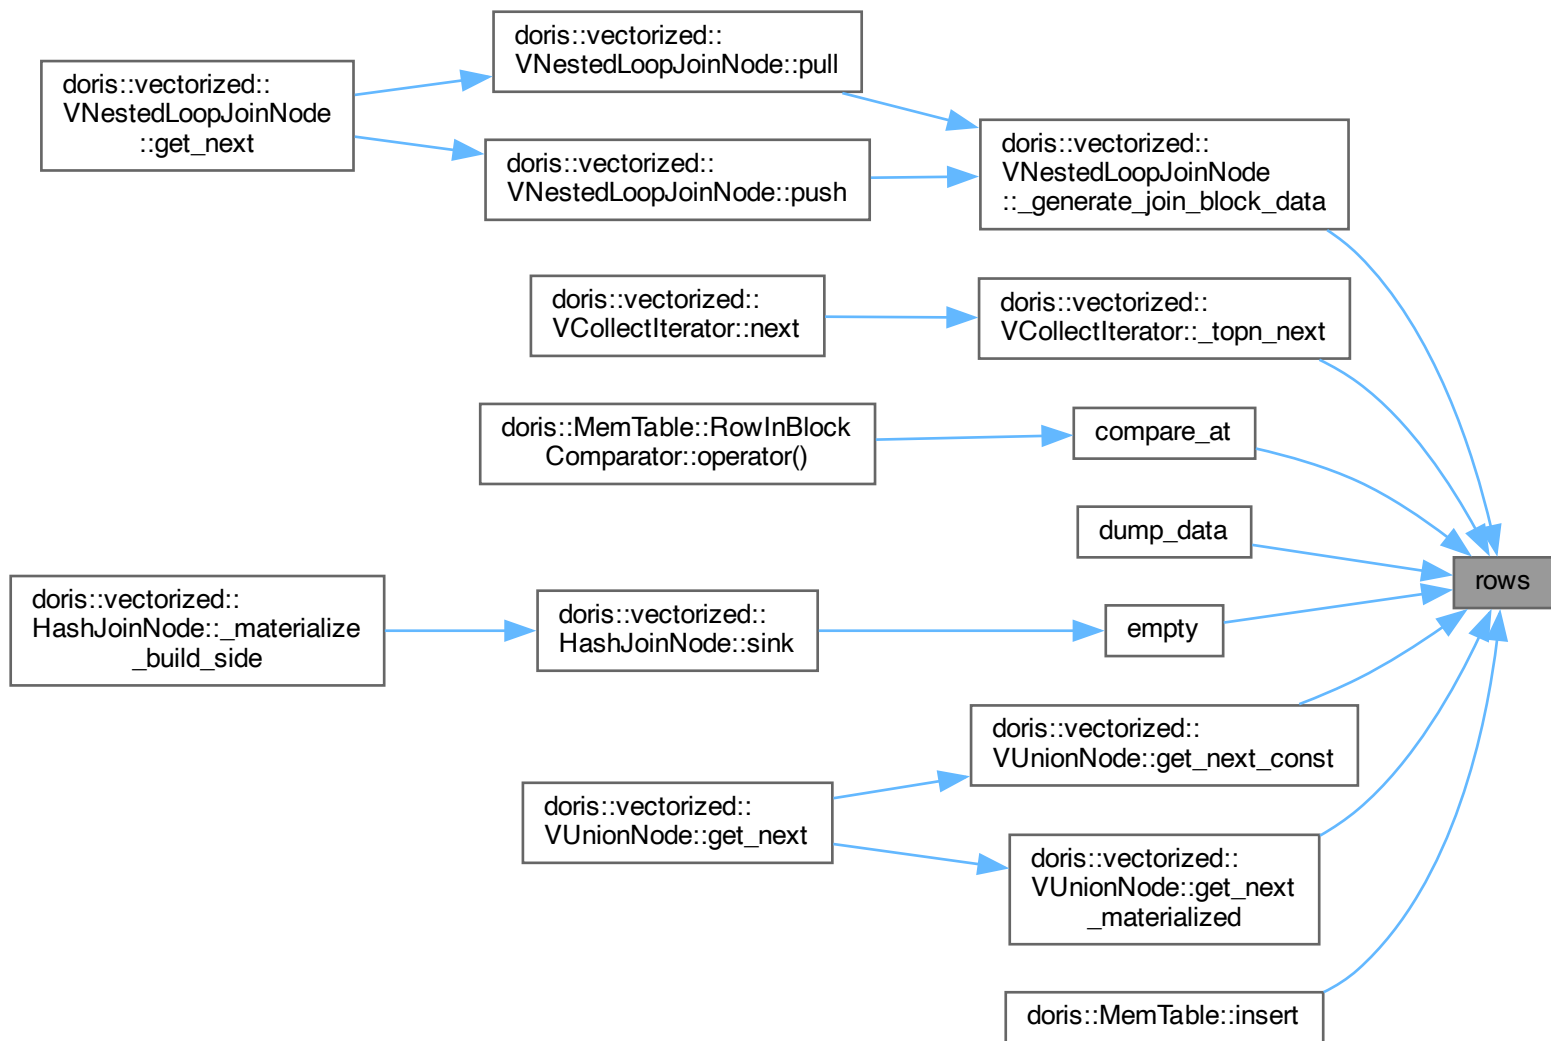 doris::vectorized::
VNestedLoopJoinNode
::get_next
doris::vectorized::
VNestedLoopJoinNode::pull
doris::vectorized::
VNestedLoopJoinNode::push
doris::vectorized::
VNestedLoopJoinNode
::_generate_join_block_data
doris::vectorized::
VCollectIterator::next
doris::vectorized::
VCollectIterator::_topn_next
doris::MemTable::RowInBlock
Comparator::operator()
compare_at
dump_data
rows
doris::vectorized::
HashJoinNode::_materialize
_build_side
doris::vectorized::
HashJoinNode::sink
empty
doris::vectorized::
VUnionNode::get_next_const
doris::vectorized::
VUnionNode::get_next
doris::vectorized::
VUnionNode::get_next
_materialized
doris::MemTable::insert